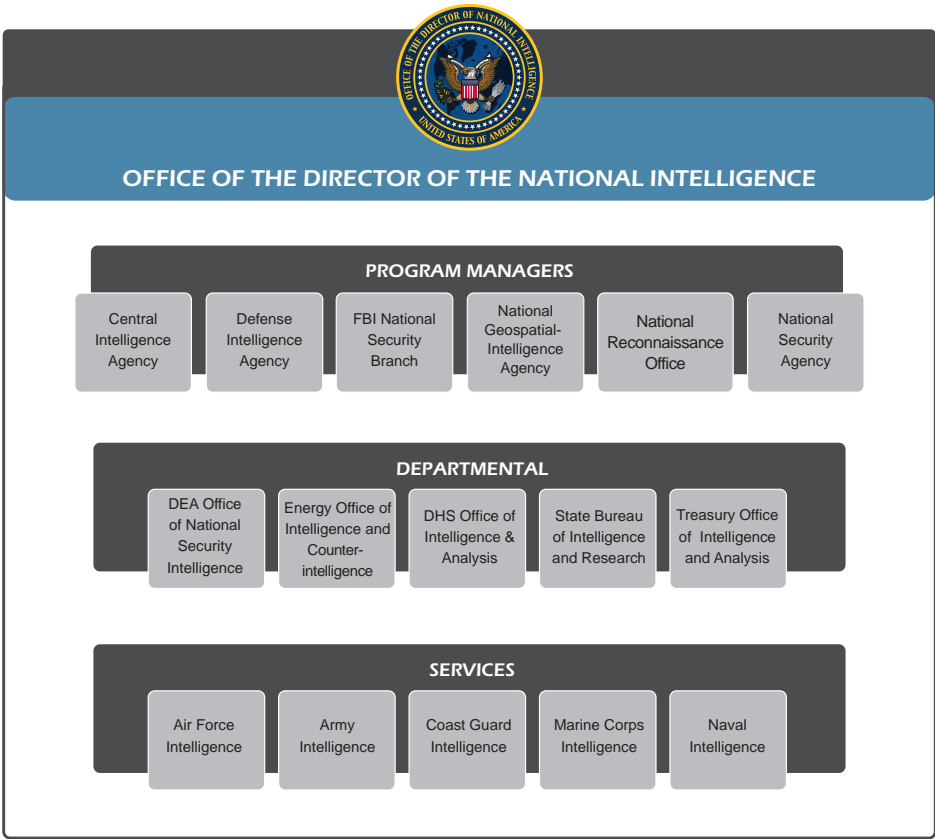 OFFICE OF THE DIRECTOR OF NATIONAL INTELLIGENCE
UNITED STATES OF AMERICA
OFFICE OF THE DIRECTOR OF THE NATIONAL INTELLIGENCE
PROGRAM MANAGERS
Central
Intelligence
Agency
Defense
Intelligence
Agency
FBI National
Security
Branch
National
Geospatial-
Intelligence
Agency
National
Reconnaissance
Office
National
Security
Agency
DEPARTMENTAL
DEA Office
of National
Security
Intelligence
Energy Office of
Intelligence and
Counter-
intelligence
DHS Office of
Intelligence &
Analysis
State Bureau
of Intelligence
and Research
Treasury Office
of Intelligence
and Analysis
SERVICES
Air Force
Intelligence
Army
Intelligence
Coast Guard
Intelligence
Marine Corps
Intelligence
Naval
Intelligence